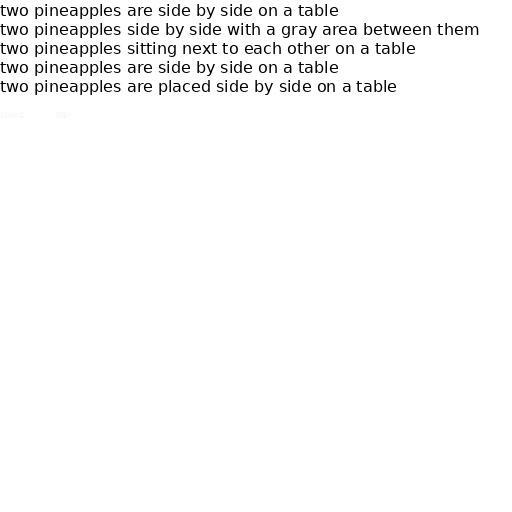 two pineapples are side by side on a table
two pineapples side by side with a gray area between them
two pineapples sitting next to each other on a table
two pineapples are side by side on a table
two pineapples are placed side by side on a table